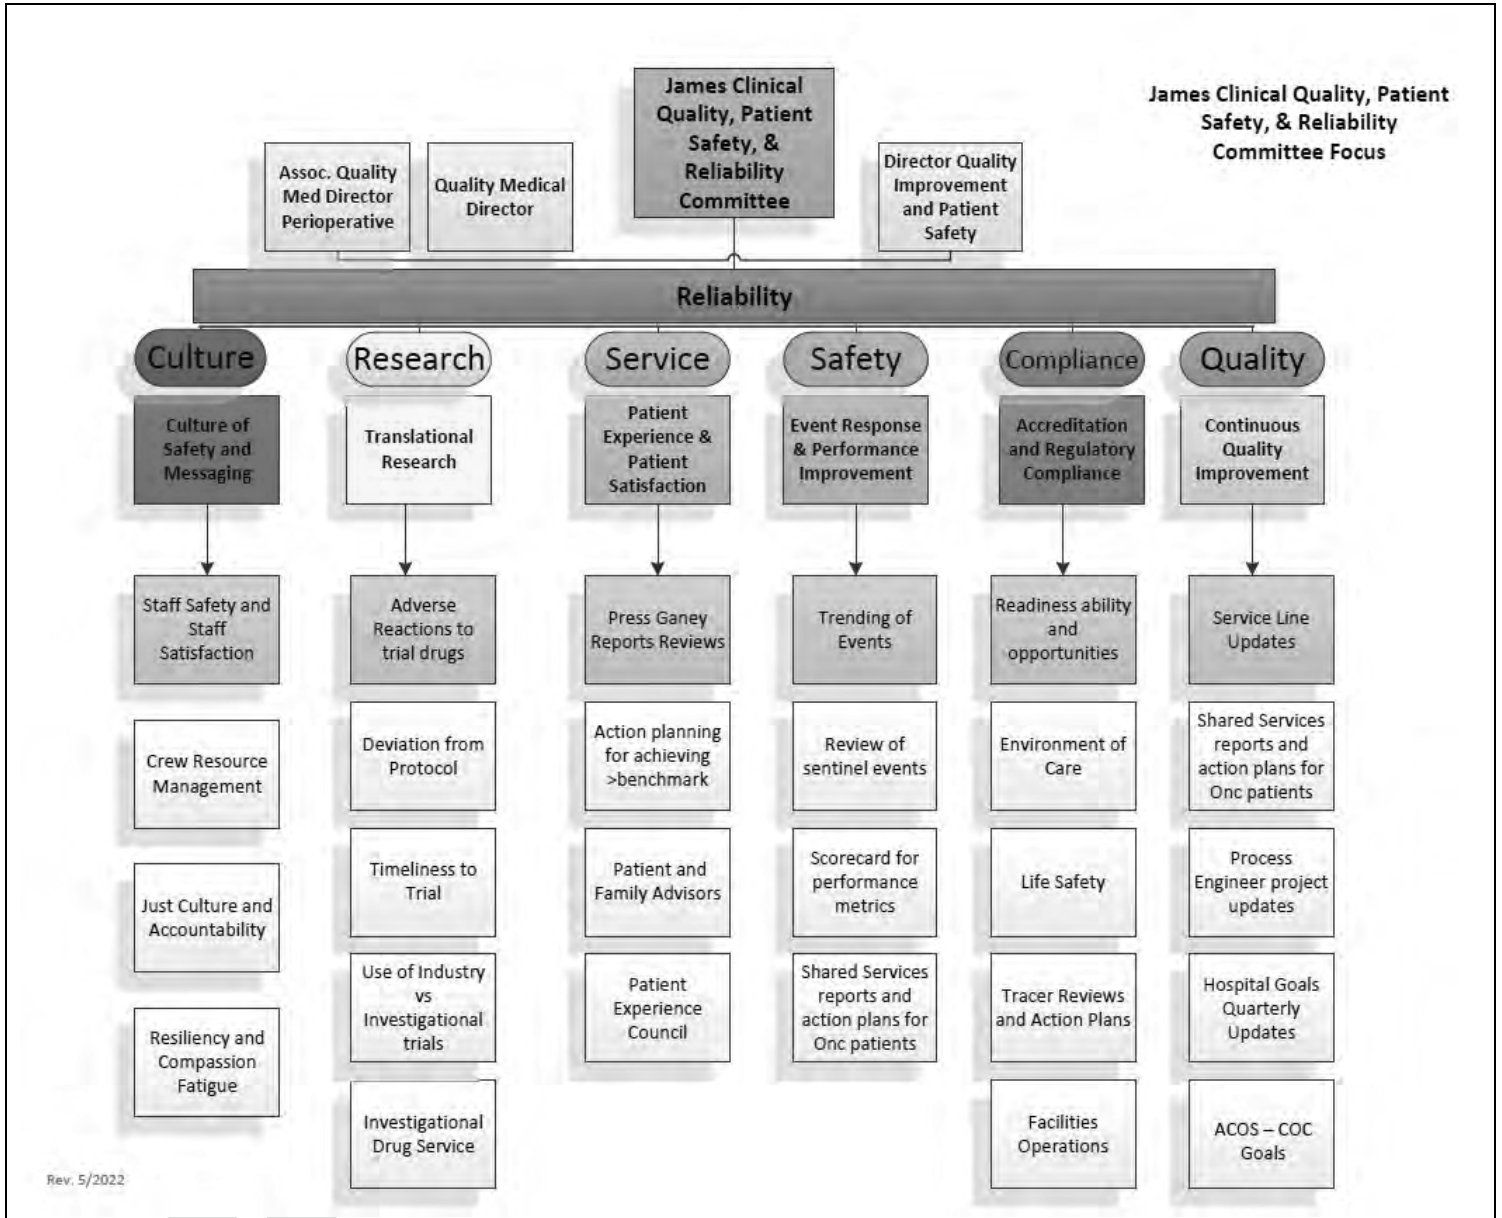 James Clinical
Quality, Patient
Safety, &
Reliability
Committee
James Clinical Quality, Patient
Safety, & Reliability
Committee Focus
Assoc. Quality
Med Director
Perioperative
Quality Medical
Director
Director Quality
Improvement
and Patient
Safety
Reliability
Culture
Research
Service
Safety
Compliance
Quality
Culture of
Safety and
Messaging
Translational
Research
Patient
Experience &
Patient
Satisfaction
Event Response
& Performance
Improvement
Accreditation
and Regulatory
Compliance
Continuous
Quality
Improvement
Staff Safety and
Staff
Satisfaction
Adverse
Reactions to
trial drugs
Press Ganey
Reports Reviews
Trending of
Events
Readiness ability
and
opportunities
Service Line
Updates
Crew Resource
Management
Deviation from
Protocol
Action planning
for achieving
>benchmark
Review of
sentinel events
Environment of
Care
Shared Services
reports and
action plans for
Onc patients
Just Culture and
Accountability
Timeliness to
Trial
Patient and
Family Advisors
Scorecard for
performance
metrics
Life Safety
Process
Engineer project
updates
Resiliency and
Compassion
Fatigue
Use of Industry
vs
Investigational
trials
Patient
Experience
Council
Shared Services
reports and
action plans for
Onc patients
Tracer Reviews
and Action Plans
Hospital Goals
Quarterly
Updates
Investigational
Drug Service
Facilities
Operations
ACOS – COC
Goals
Rev. 5/2022